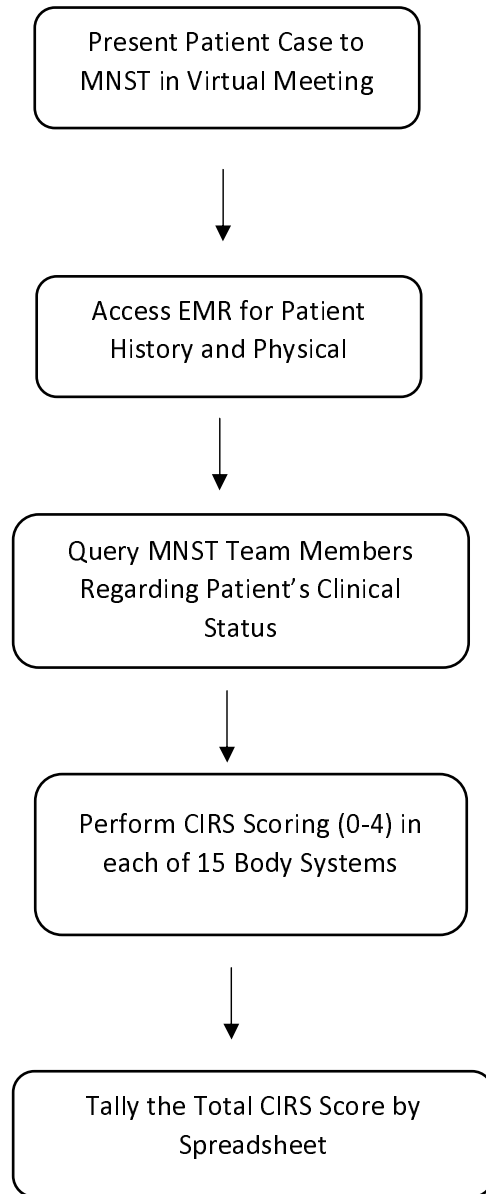 Present Patient Case to
MNST in Virtual Meeting
Access EMR for Patient
History and Physical
Query MNST Team Members
Regarding Patient’s Clinical
Status
Perform CIRS Scoring (0-4) in
each of 15 Body Systems
Tally the Total CIRS Score by
Spreadsheet